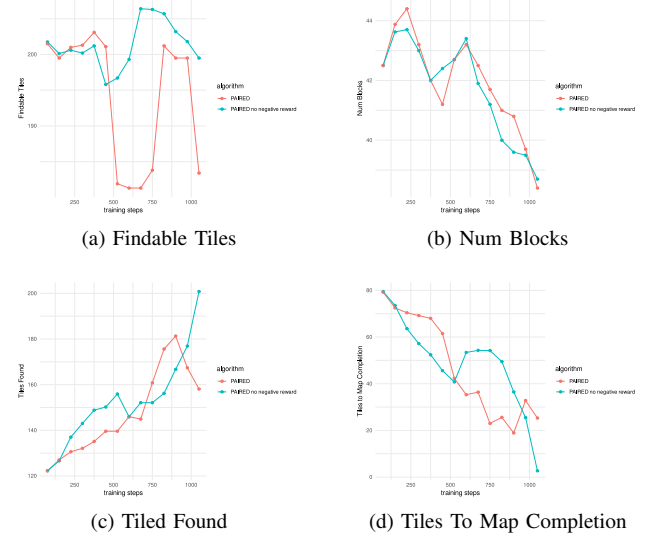 200
190
Findable Tiles
250
500
750
1000
training steps
algorithm
PAIRED
PAIRED no negative reward
(a) Findable Tiles
44
42
40
Num Blocks
250
500
750
1000
training steps
algorithm
PAIRED
PAIRED no negative reward
(b) Num Blocks
200
180
160
140
120
Tiles Found
250
500
750
1000
training steps
algorithm
PAIRED
PAIRED no negative reward
(c) Tiled Found
80
60
40
20
0
Tiles to Map Completion
250
500
750
1000
training steps
algorithm
PAIRED
PAIRED no negative reward
(d) Tiles To Map Completion